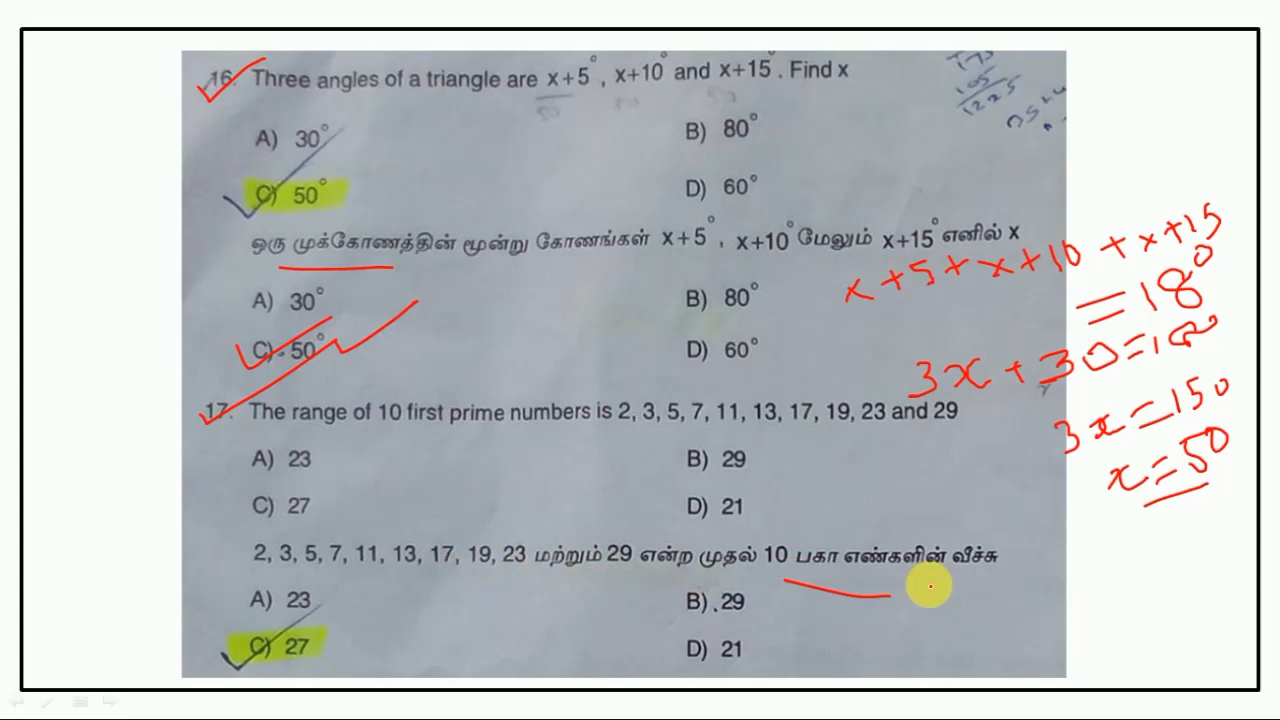 16. Three angles of a triangle are x+5°, x+10° and x+15°. Find x
A) 30°
B) 80°
C) 50°
D) 60°
ஒரு முக்கோணத்தின் மூன்று கோணங்கள் x+5°, x+10° மேலும் x+15° எனில் x
A) 30°
B) 80°
C) 50°
D) 60°
17. The range of 10 first prime numbers is 2, 3, 5, 7, 11, 13, 17, 19, 23 and 29
A) 23
B) 29
C) 27
D) 21
2, 3, 5, 7, 11, 13, 17, 19, 23 மற்றும் 29 என்ற முதல் 10 பகா எண்களின் வீச்சு
A) 23
B) 29
C) 27
D) 21
x+5+x+10+x+15
=180
3x+30=180
3x=150
x=50
105
1225